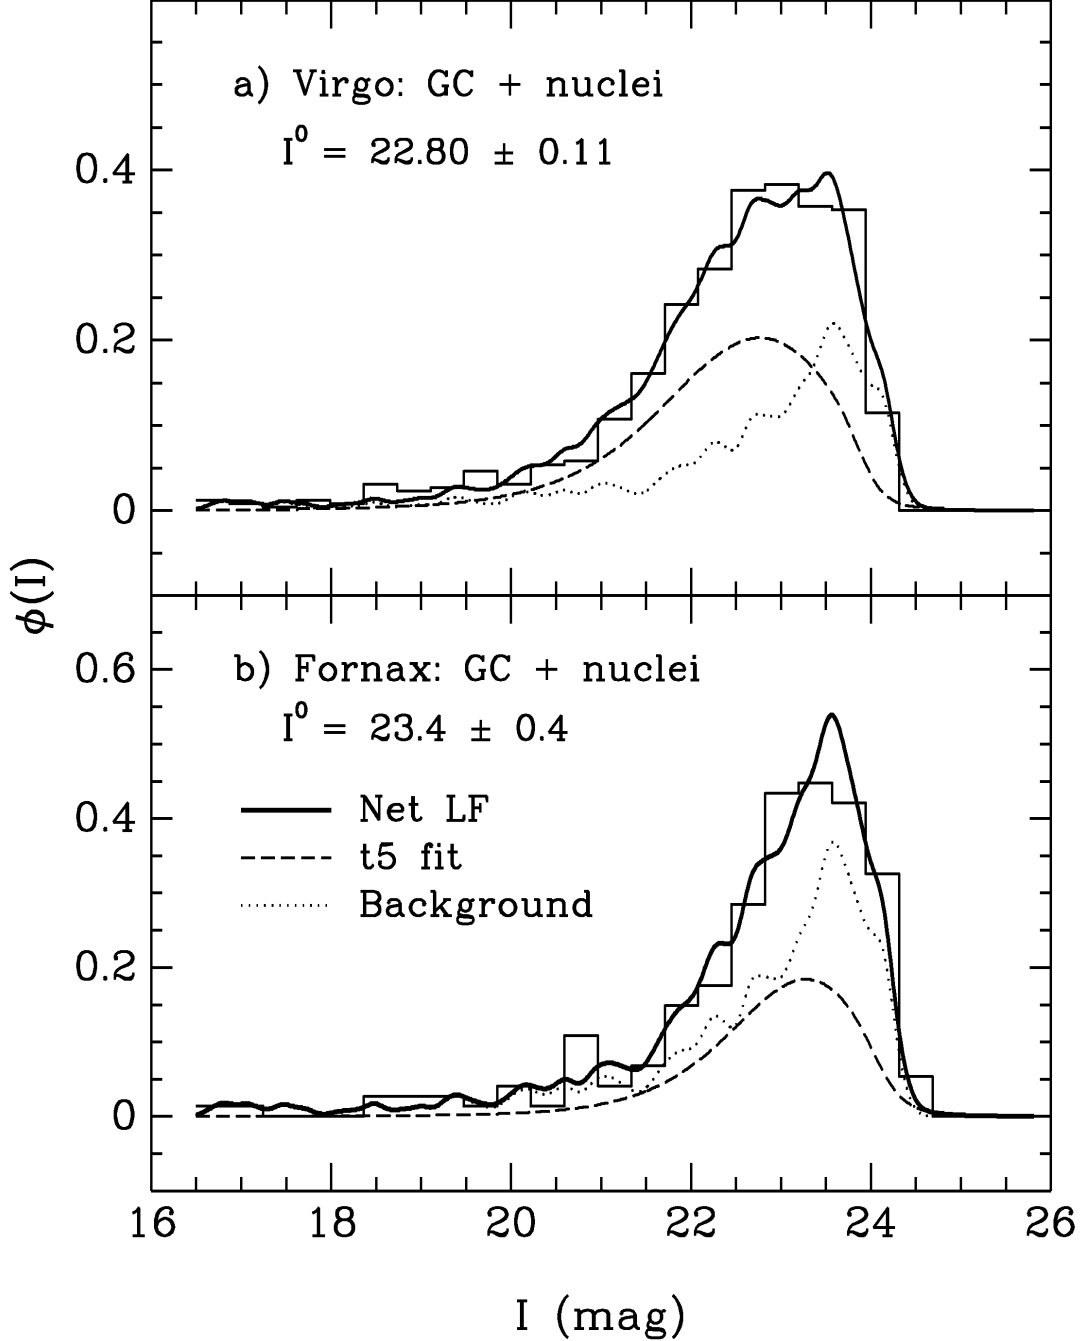 a) Virgo: GC + nuclei
I⁰ = 22.80 ± 0.11
0.4
0.2
0
ϕ(I)
b) Fornax: GC + nuclei
I⁰ = 23.4 ± 0.4
Net LF
t5 fit
Background
0.6
0.4
0.2
0
16 18 20 22 24 26
I (mag)